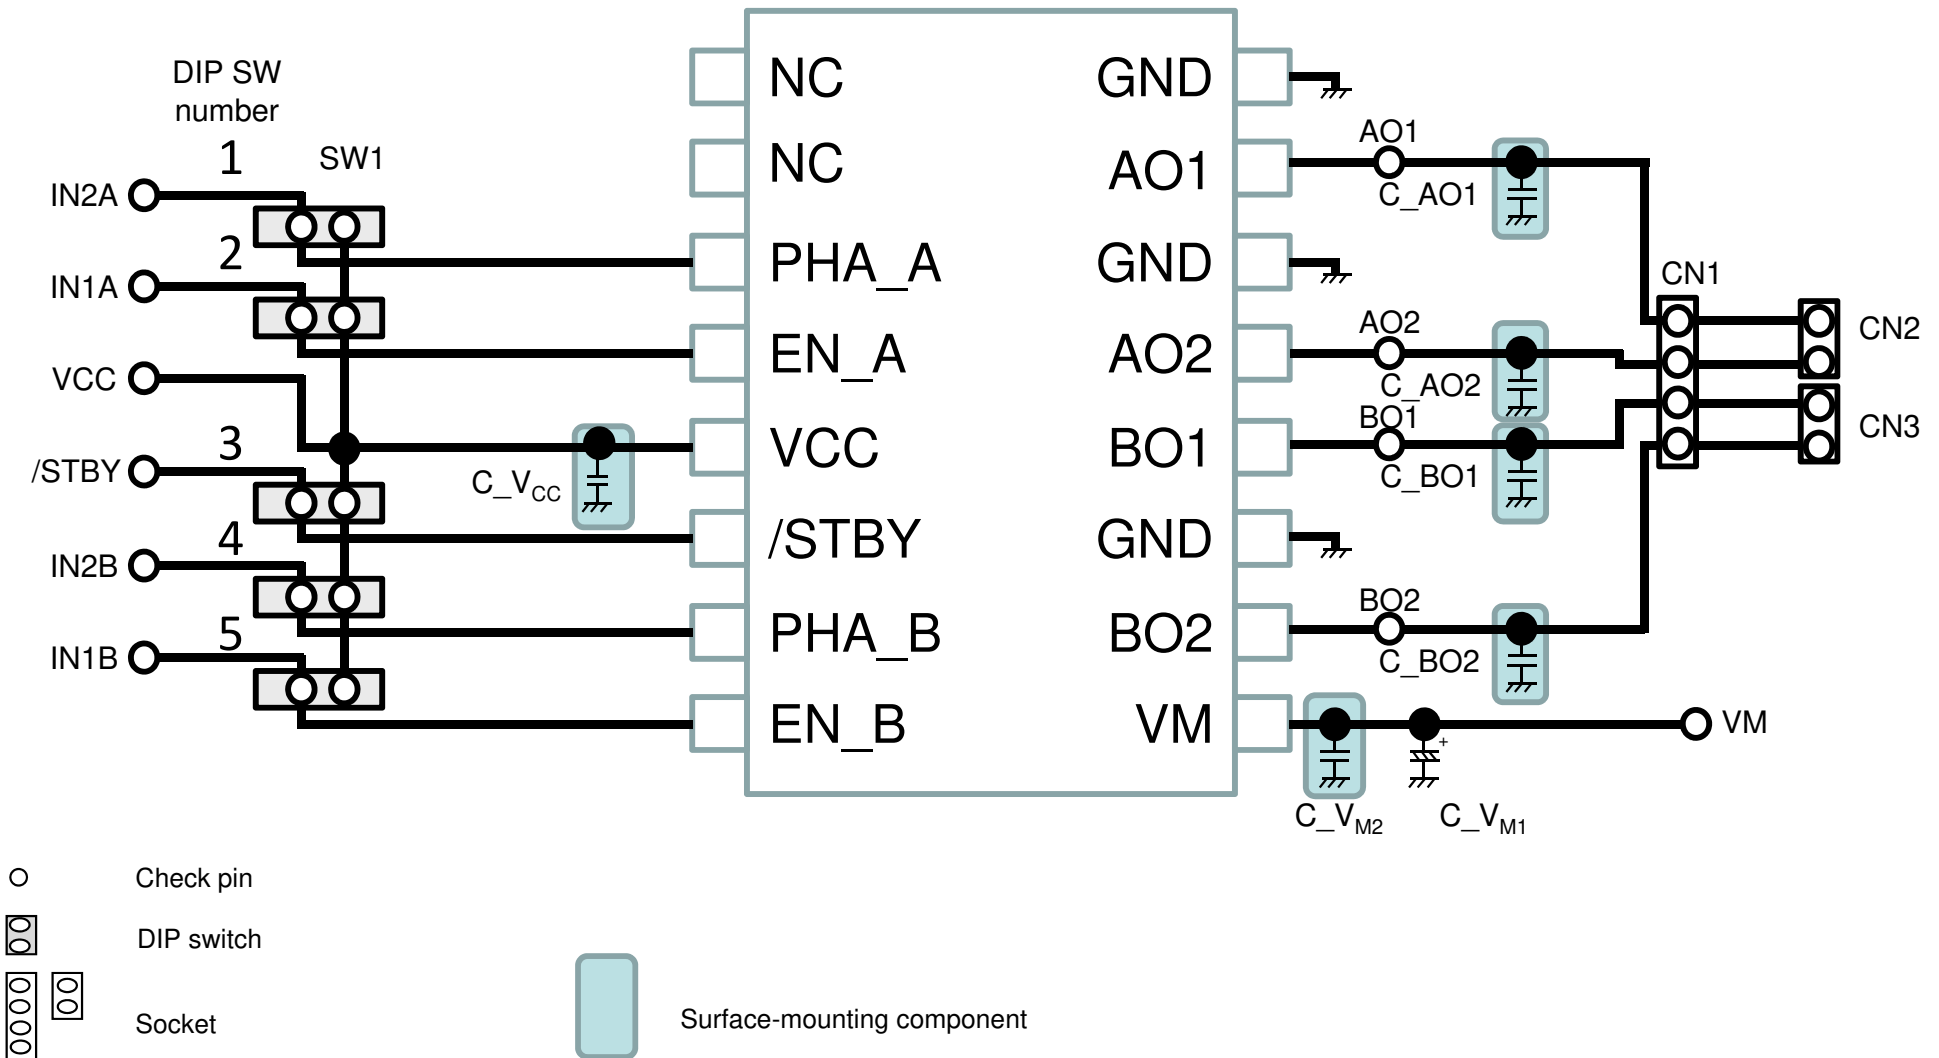 DIP SW
number
1
SW1
IN2A
2
IN1A
VCC
3
/STBY
4
IN2B
5
IN1B
C_VCC
NC
NC
PHA_A
EN_A
VCC
/STBY
PHA_B
EN_B
GND
AO1
GND
AO2
BO1
GND
BO2
VM
AO1
C_AO1
AO2
C_AO2
BO1
C_BO1
BO2
C_BO2
CN1
CN2
CN3
VM
+
C_VM2
C_VM1
Check pin
DIP switch
Socket
Surface-mounting component